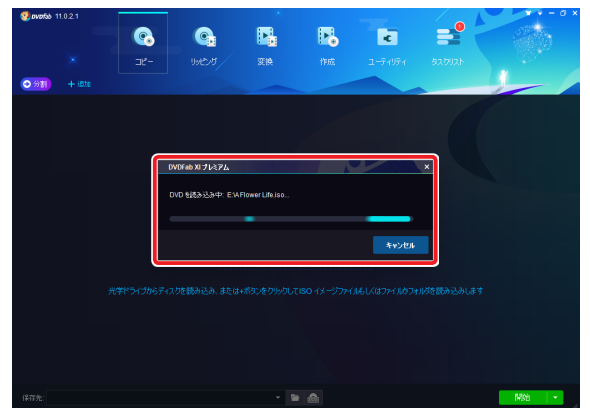 DVDFab 11.0.2.1
コピー
リッピング
変換
作成
ユーティリティ
タスクリスト
分割
+ 追加
DVDFab XI プレミアム
DVD を読み込み中: E:\A Flower Life.iso...
キャンセル
光学ドライブからディスクを読み込み、または+ボタンをクリックしてISO イメージファイルもしくはファイルかフォルダを読み込みします
保存先:
開始